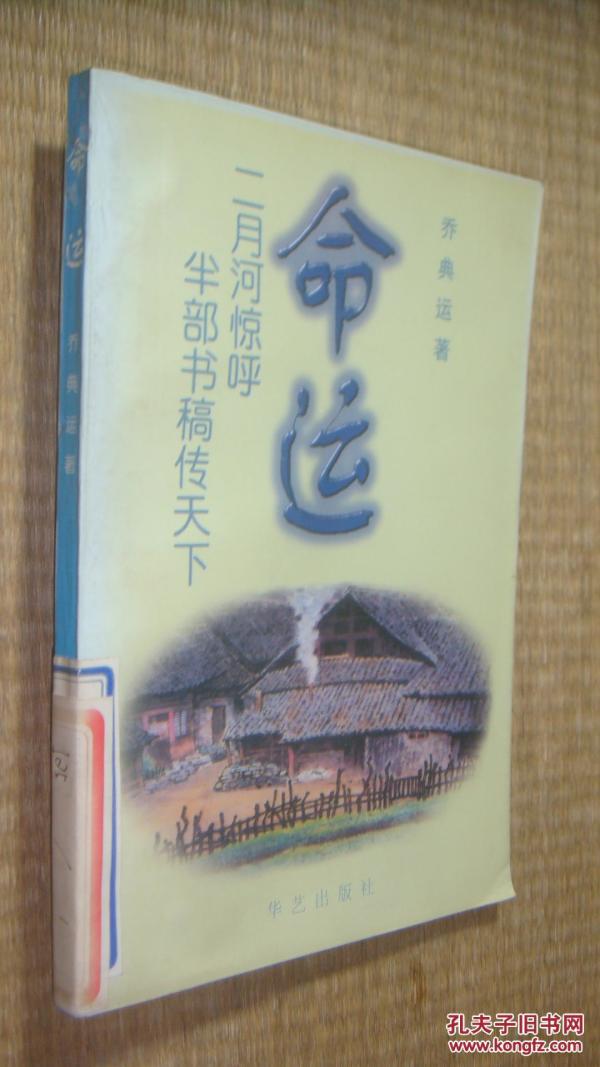 命运
乔典运著
命运
二月河惊呼
半部书稿传天下
乔典运著
华艺出版社
孔夫子旧书网
www.kongfz.com